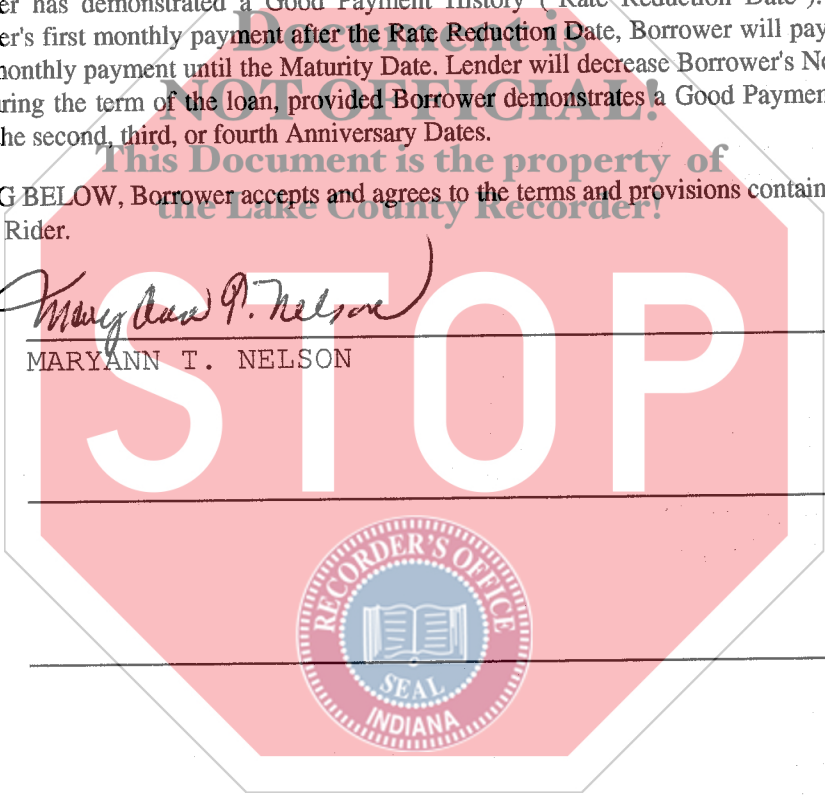 er has demonstrated a Good Payment History ( Rate Reduction Date ).
er's first monthly payment after the Rate Reduction Date, Borrower will pay
Document is
nonthly payment until the Maturity Date. Lender will decrease Borrower's No
uring the term of the loan, provided Borrower demonstrates a Good Paymen
NOT OFFICIAL!
he second, third, or fourth Anniversary Dates.
This Document is the property of
G BELOW, Borrower accepts and agrees to the terms and provisions contain
the Lake County Recorder!
Rider.
Mary Ann T. Nelson
MARYANN T. NELSON
STOP
RECORDER'S OFFICE
SEAL
INDIANA